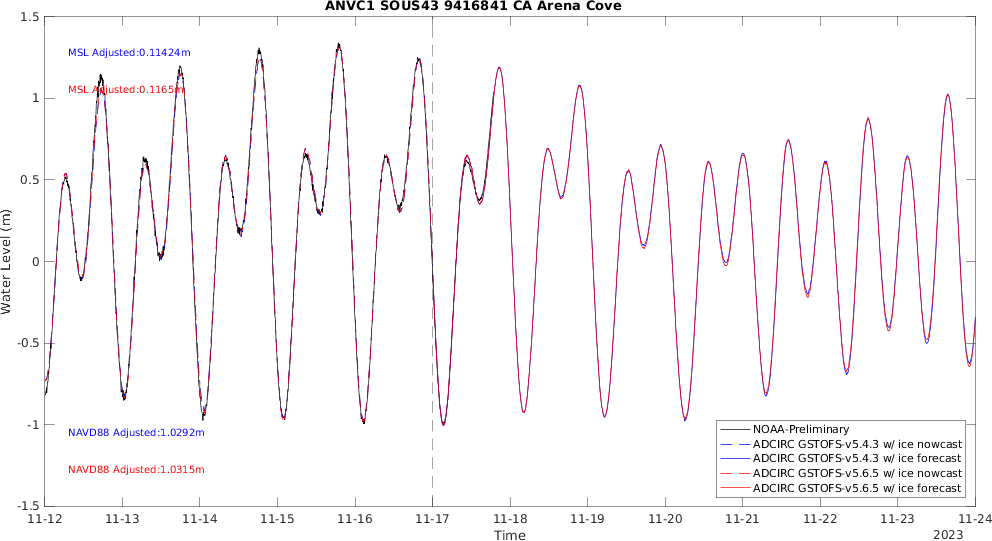 ANVC1 SOUS43 9416841 CA Arena Cove
1.5
1
0.5
0
-0.5
-1
-1.5
Water Level (m)
MSL Adjusted:0.11424m
MSL Adjusted:0.1165m
NAVD88 Adjusted:1.0292m
NAVD88 Adjusted:1.0315m
NOAA-Preliminary
ADCIRC GSTOFS-v5.4.3 w/ ice nowcast
ADCIRC GSTOFS-v5.4.3 w/ ice forecast
ADCIRC GSTOFS-v5.6.5 w/ ice nowcast
ADCIRC GSTOFS-v5.6.5 w/ ice forecast
11-12 11-13 11-14 11-15 11-16 11-17 11-18 11-19 11-20 11-21 11-22 11-23 11-24
Time
2023